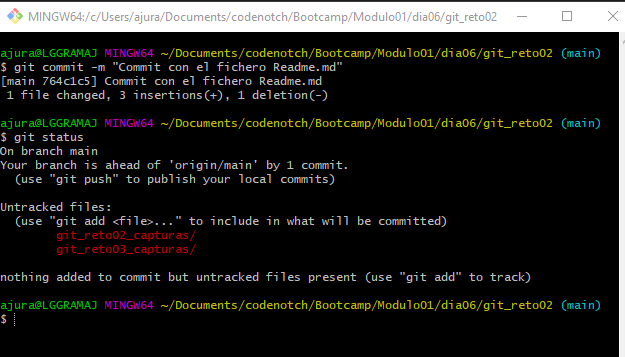 MINGW64:/c/Users/ajura/Documents/codenotch/Bootcamp/Modulo01/dia06/git_reto02
ajura@LGGRAMAJ MINGW64 ~/Documents/codenotch/Bootcamp/Modulo01/dia06/git_reto02 (main)
$ git commit -m "Commit con el fichero Readme.md"
[main 764c1c5] Commit con el fichero Readme.md
 1 file changed, 3 insertions(+), 1 deletion(-)
ajura@LGGRAMAJ MINGW64 ~/Documents/codenotch/Bootcamp/Modulo01/dia06/git_reto02 (main)
$ git status
On branch main
Your branch is ahead of 'origin/main' by 1 commit.
  (use "git push" to publish your local commits)
Untracked files:
  (use "git add <file>..." to include in what will be committed)
        git_reto02_capturas/
        git_reto03_capturas/
nothing added to commit but untracked files present (use "git add" to track)
ajura@LGGRAMAJ MINGW64 ~/Documents/codenotch/Bootcamp/Modulo01/dia06/git_reto02 (main)
$